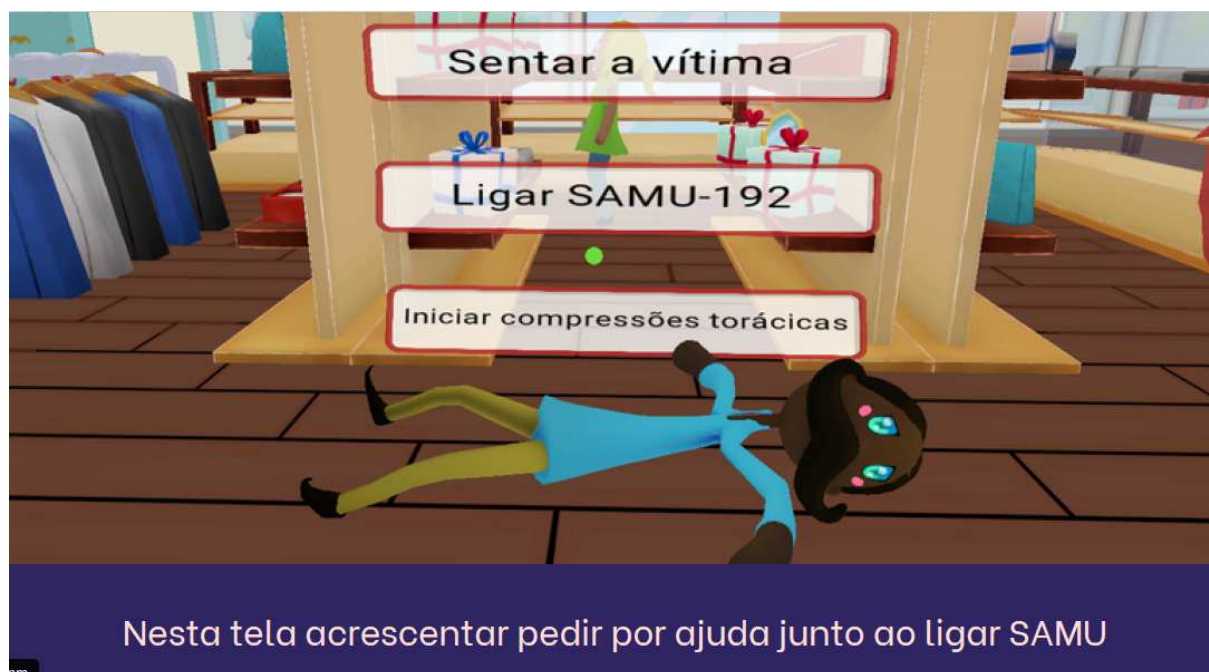 Sentar a vítima
Ligar SAMU-192
Iniciar compressões torácicas
Nesta tela acrescentar pedir por ajuda junto ao ligar SAMU